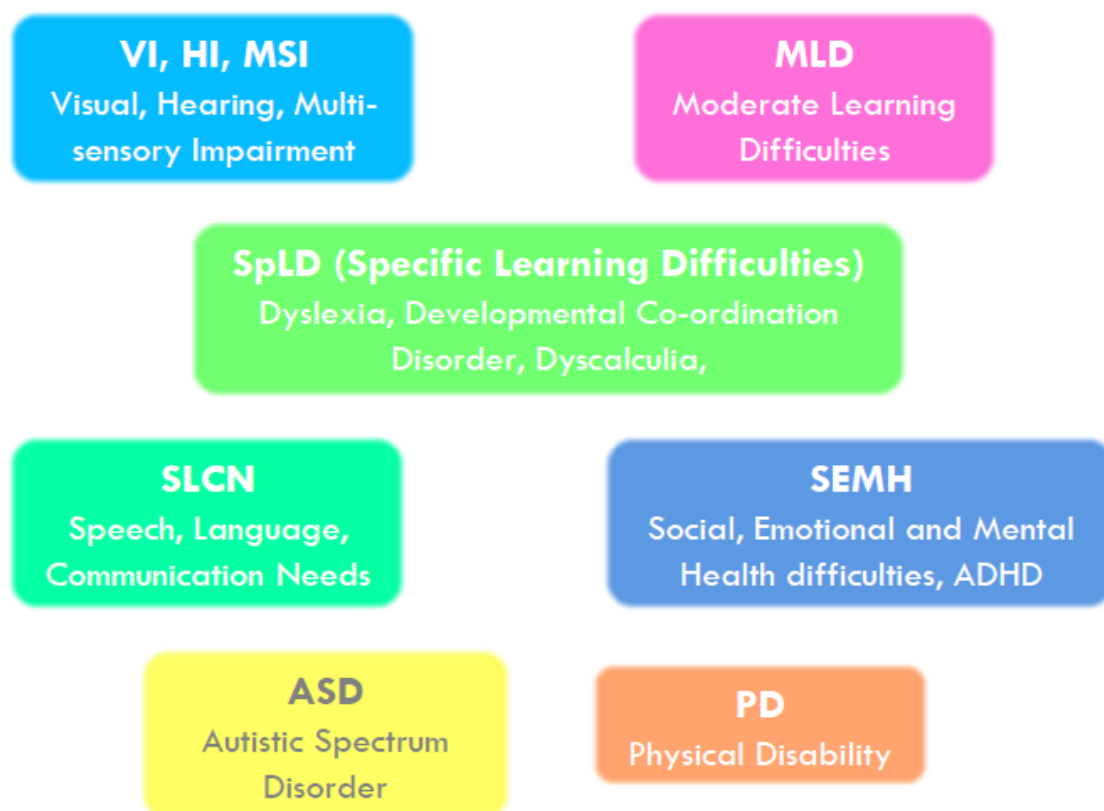 VI, HI, MSI
Visual, Hearing, Multi-
sensory Impairment
MLD
Moderate Learning
Difficulties
SpLD (Specific Learning Difficulties)
Dyslexia, Developmental Co-ordination
Disorder, Dyscalculia,
SLCN
Speech, Language,
Communication Needs
SEMH
Social, Emotional and Mental
Health difficulties, ADHD
ASD
Autistic Spectrum
Disorder
PD
Physical Disability